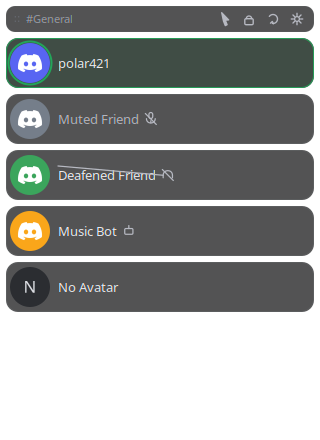 #General
polar421
Muted Friend
Deafened Friend
Music Bot
N
No Avatar